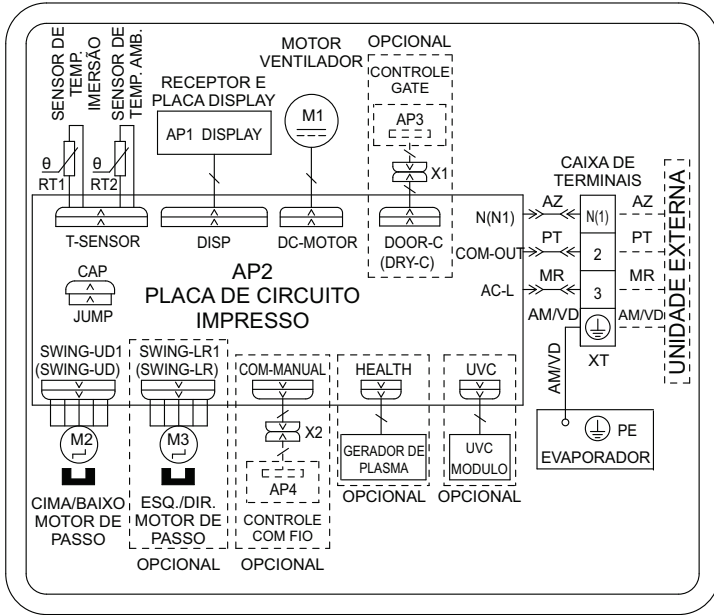 SENSOR DE
TEMP.
IMERSÃO
SENSOR DE
TEMP. AMB.
RECEPTOR E
PLACA DISPLAY
AP1 DISPLAY
MOTOR
VENTILADOR
M1
OPCIONAL
CONTROLE
GATE
AP3
X1
θ
RT1
θ
RT2
T-SENSOR
DISP
DC-MOTOR
DOOR-C
(DRY-C)
CAP
JUMP
AP2
PLACA DE CIRCUITO
IMPRESSO
N(N1)
COM-OUT
AC-L
AZ
PT
MR
AM/VD
CAIXA DE
TERMINAIS
N(1)
2
3
XT
AZ
PT
MR
AM/VD
UNIDADE EXTERNA
AM/VD
PE
EVAPORADOR
SWING-UD1
(SWING-UD)
M2
CIMA/BAIXO
MOTOR DE
PASSO
SWING-LR1
(SWING-LR)
M3
ESQ./DIR.
MOTOR DE
PASSO
OPCIONAL
COM-MANUAL
X2
AP4
CONTROLE
COM FIO
OPCIONAL
HEALTH
GERADOR DE
PLASMA
OPCIONAL
UVC
UVC
MODULO
OPCIONAL